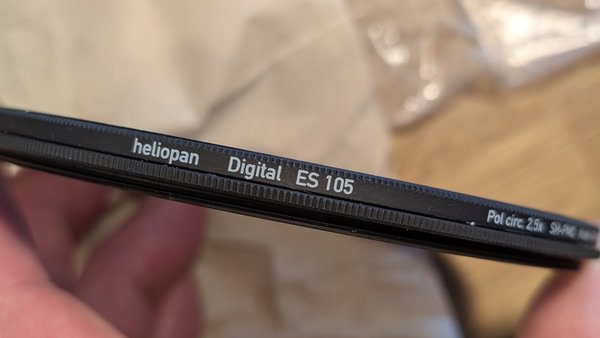 heliopan Digital ES 105 Pol circ. 2,5x SH-PMC